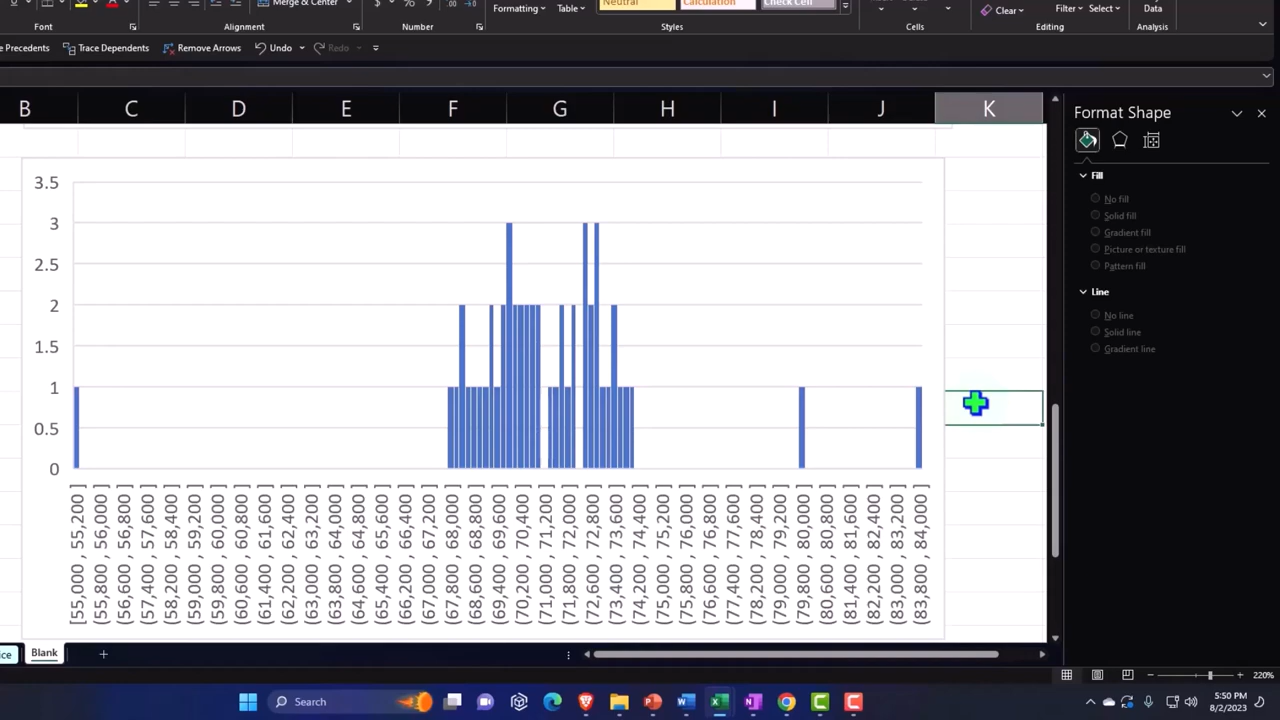 Formatting Table Neutral Calculation Check Cell
Merge & Center
Clear Filter Select Data
Font Alignment Number Styles Cells Editing Analysis
e Precedents Trace Dependents Remove Arrows Undo Redo
B C D E F G H I J K
Format Shape
Fill
No fill
Solid fill
Gradient fill
Picture or texture fill
Pattern fill
Line
No line
Solid line
Gradient line
3.5
3
2.5
2
1.5
1
0.5
0
[55,000 , 55,200 ]
(55,800 , 56,000 ]
(56,600 , 56,800 ]
(57,400 , 57,600 ]
(58,200 , 58,400 ]
(59,000 , 59,200 ]
(59,800 , 60,000 ]
(60,600 , 60,800 ]
(61,400 , 61,600 ]
(62,200 , 62,400 ]
(63,000 , 63,200 ]
(63,800 , 64,000 ]
(64,600 , 64,800 ]
(65,400 , 65,600 ]
(66,200 , 66,400 ]
(67,000 , 67,200 ]
(67,800 , 68,000 ]
(68,600 , 68,800 ]
(69,400 , 69,600 ]
(70,200 , 70,400 ]
(71,000 , 71,200 ]
(71,800 , 72,000 ]
(72,600 , 72,800 ]
(73,400 , 73,600 ]
(74,200 , 74,400 ]
(75,000 , 75,200 ]
(75,800 , 76,000 ]
(76,600 , 76,800 ]
(77,400 , 77,600 ]
(78,200 , 78,400 ]
(79,000 , 79,200 ]
(79,800 , 80,000 ]
(80,600 , 80,800 ]
(81,400 , 81,600 ]
(82,200 , 82,400 ]
(83,000 , 83,200 ]
(83,800 , 84,000 ]
ice Blank
220%
Search
5:50 PM
8/2/2023